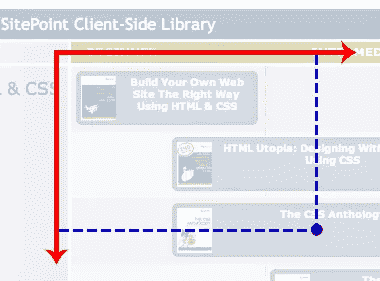 SitePoint Client-Side Library
& CSS
Build Your Own Web
Site The Right Way
Using HTML & CSS
HTML Utopia: Designing Wit
Using CSS
The CSS Antholog